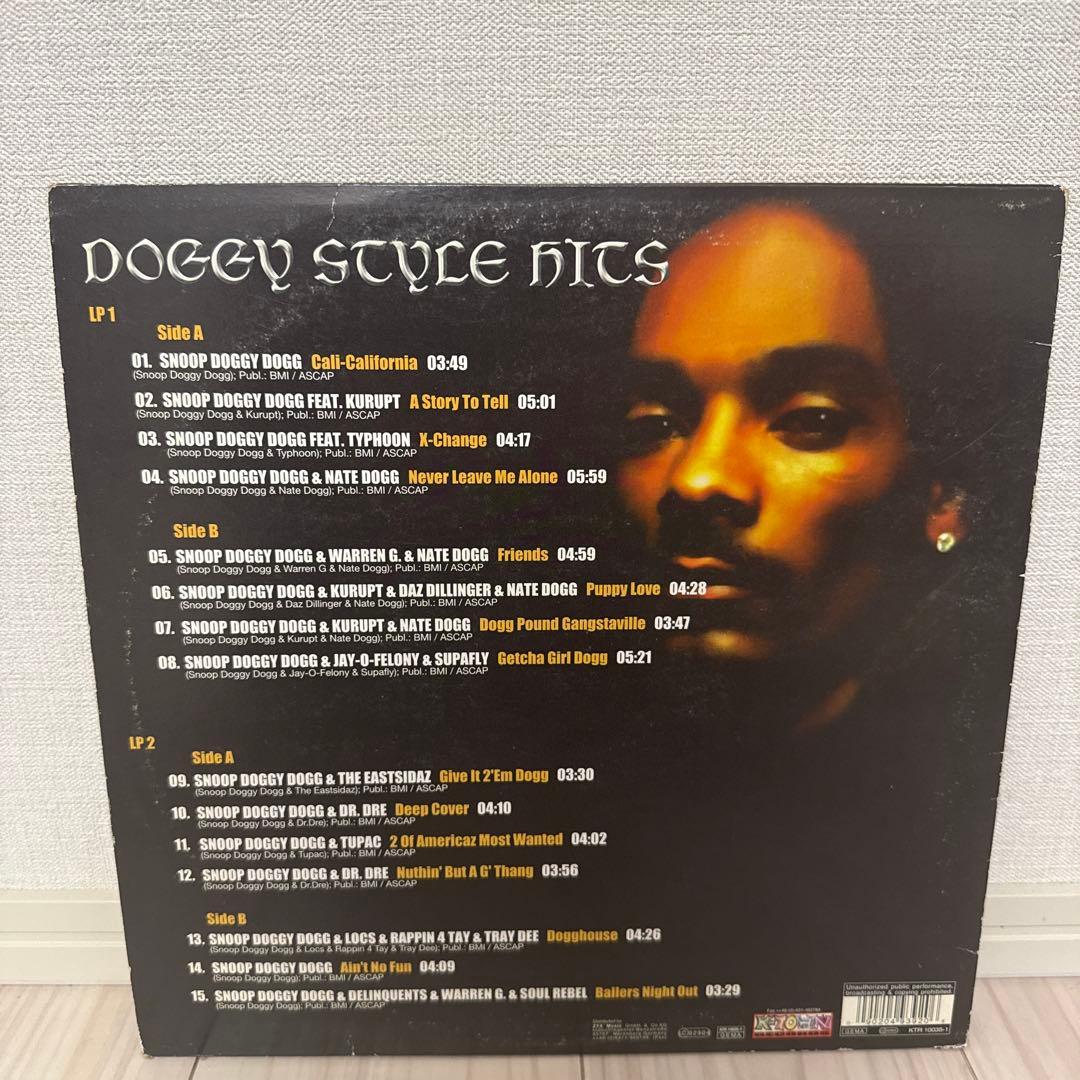 DOGGY STYLE HITS
LP 1
Side A
01. SNOOP DOGGY DOGG Cali-California 03:49
(Snoop Doggy Dogg); Publ.: BMI / ASCAP
02. SNOOP DOGGY DOGG FEAT. KURUPT A Story To Tell 05:01
(Snoop Doggy Dogg & Kurupt); Publ.: BMI / ASCAP
03. SNOOP DOGGY DOGG FEAT. TYPHOON X-Change 04:17
(Snoop Doggy Dogg & Typhoon); Publ.: BMI / ASCAP
04. SNOOP DOGGY DOGG & NATE DOGG Never Leave Me Alone 05:59
(Snoop Doggy Dogg & Nate Dogg); Publ.: BMI / ASCAP
Side B
05. SNOOP DOGGY DOGG & WARREN G. & NATE DOGG Friends 04:59
(Snoop Doggy Dogg & Warren G & Nate Dogg); Publ.: BMI / ASCAP
06. SNOOP DOGGY DOGG & KURUPT & DAZ DILLINGER & NATE DOGG Puppy Love 04:28
(Snoop Doggy Dogg & Daz Dillinger & Nate Dogg); Publ.: BMI / ASCAP
07. SNOOP DOGGY DOGG & KURUPT & NATE DOGG Dogg Pound Gangstaville 03:47
(Snoop Doggy Dogg & Kurupt & Nate Dogg); Publ.: BMI / ASCAP
08. SNOOP DOGGY DOGG & JAY-O-FELONY & SUPAFLY Getcha Girl Dogg 05:21
(Snoop Doggy Dogg & Jay-O-Felony & Supafly); Publ.: BMI / ASCAP
LP 2
Side A
09. SNOOP DOGGY DOGG & THE EASTSIDAZ Give It 2'Em Dogg 03:30
(Snoop Doggy Dogg & The Eastsidaz); Publ.: BMI / ASCAP
10. SNOOP DOGGY DOGG & DR. DRE Deep Cover 04:10
(Snoop Doggy Dogg & Dr.Dre); Publ.: BMI / ASCAP
11. SNOOP DOGGY DOGG & TUPAC 2 Of Americaz Most Wanted 04:02
(Snoop Doggy Dogg & Tupac); Publ.: BMI / ASCAP
12. SNOOP DOGGY DOGG & DR. DRE Nuthin' But A G' Thang 03:56
(Snoop Doggy Dogg & Dr.Dre); Publ.: BMI / ASCAP
Side B
13. SNOOP DOGGY DOGG & LOCS & RAPPIN 4 TAY & TRAY DEE Dogghouse 04:26
(Snoop Doggy Dogg & Locs & Rappin 4 Tay & Tray Dee); Publ.: BMI / ASCAP
14. SNOOP DOGGY DOGG Ain't No Fun 04:09
(Snoop Doggy Dogg); Publ.: BMI / ASCAP
15. SNOOP DOGGY DOGG & DELINQUENTS & WARREN G. & SOUL REBEL Ballers Night Out 03:29
(Snoop Doggy Dogg); Publ.: BMI / ASCAP
Unauthorized public performance,
broadcasting & copying prohibited.
K-TOWN
GEMA
GEMA
KTR 10035-1